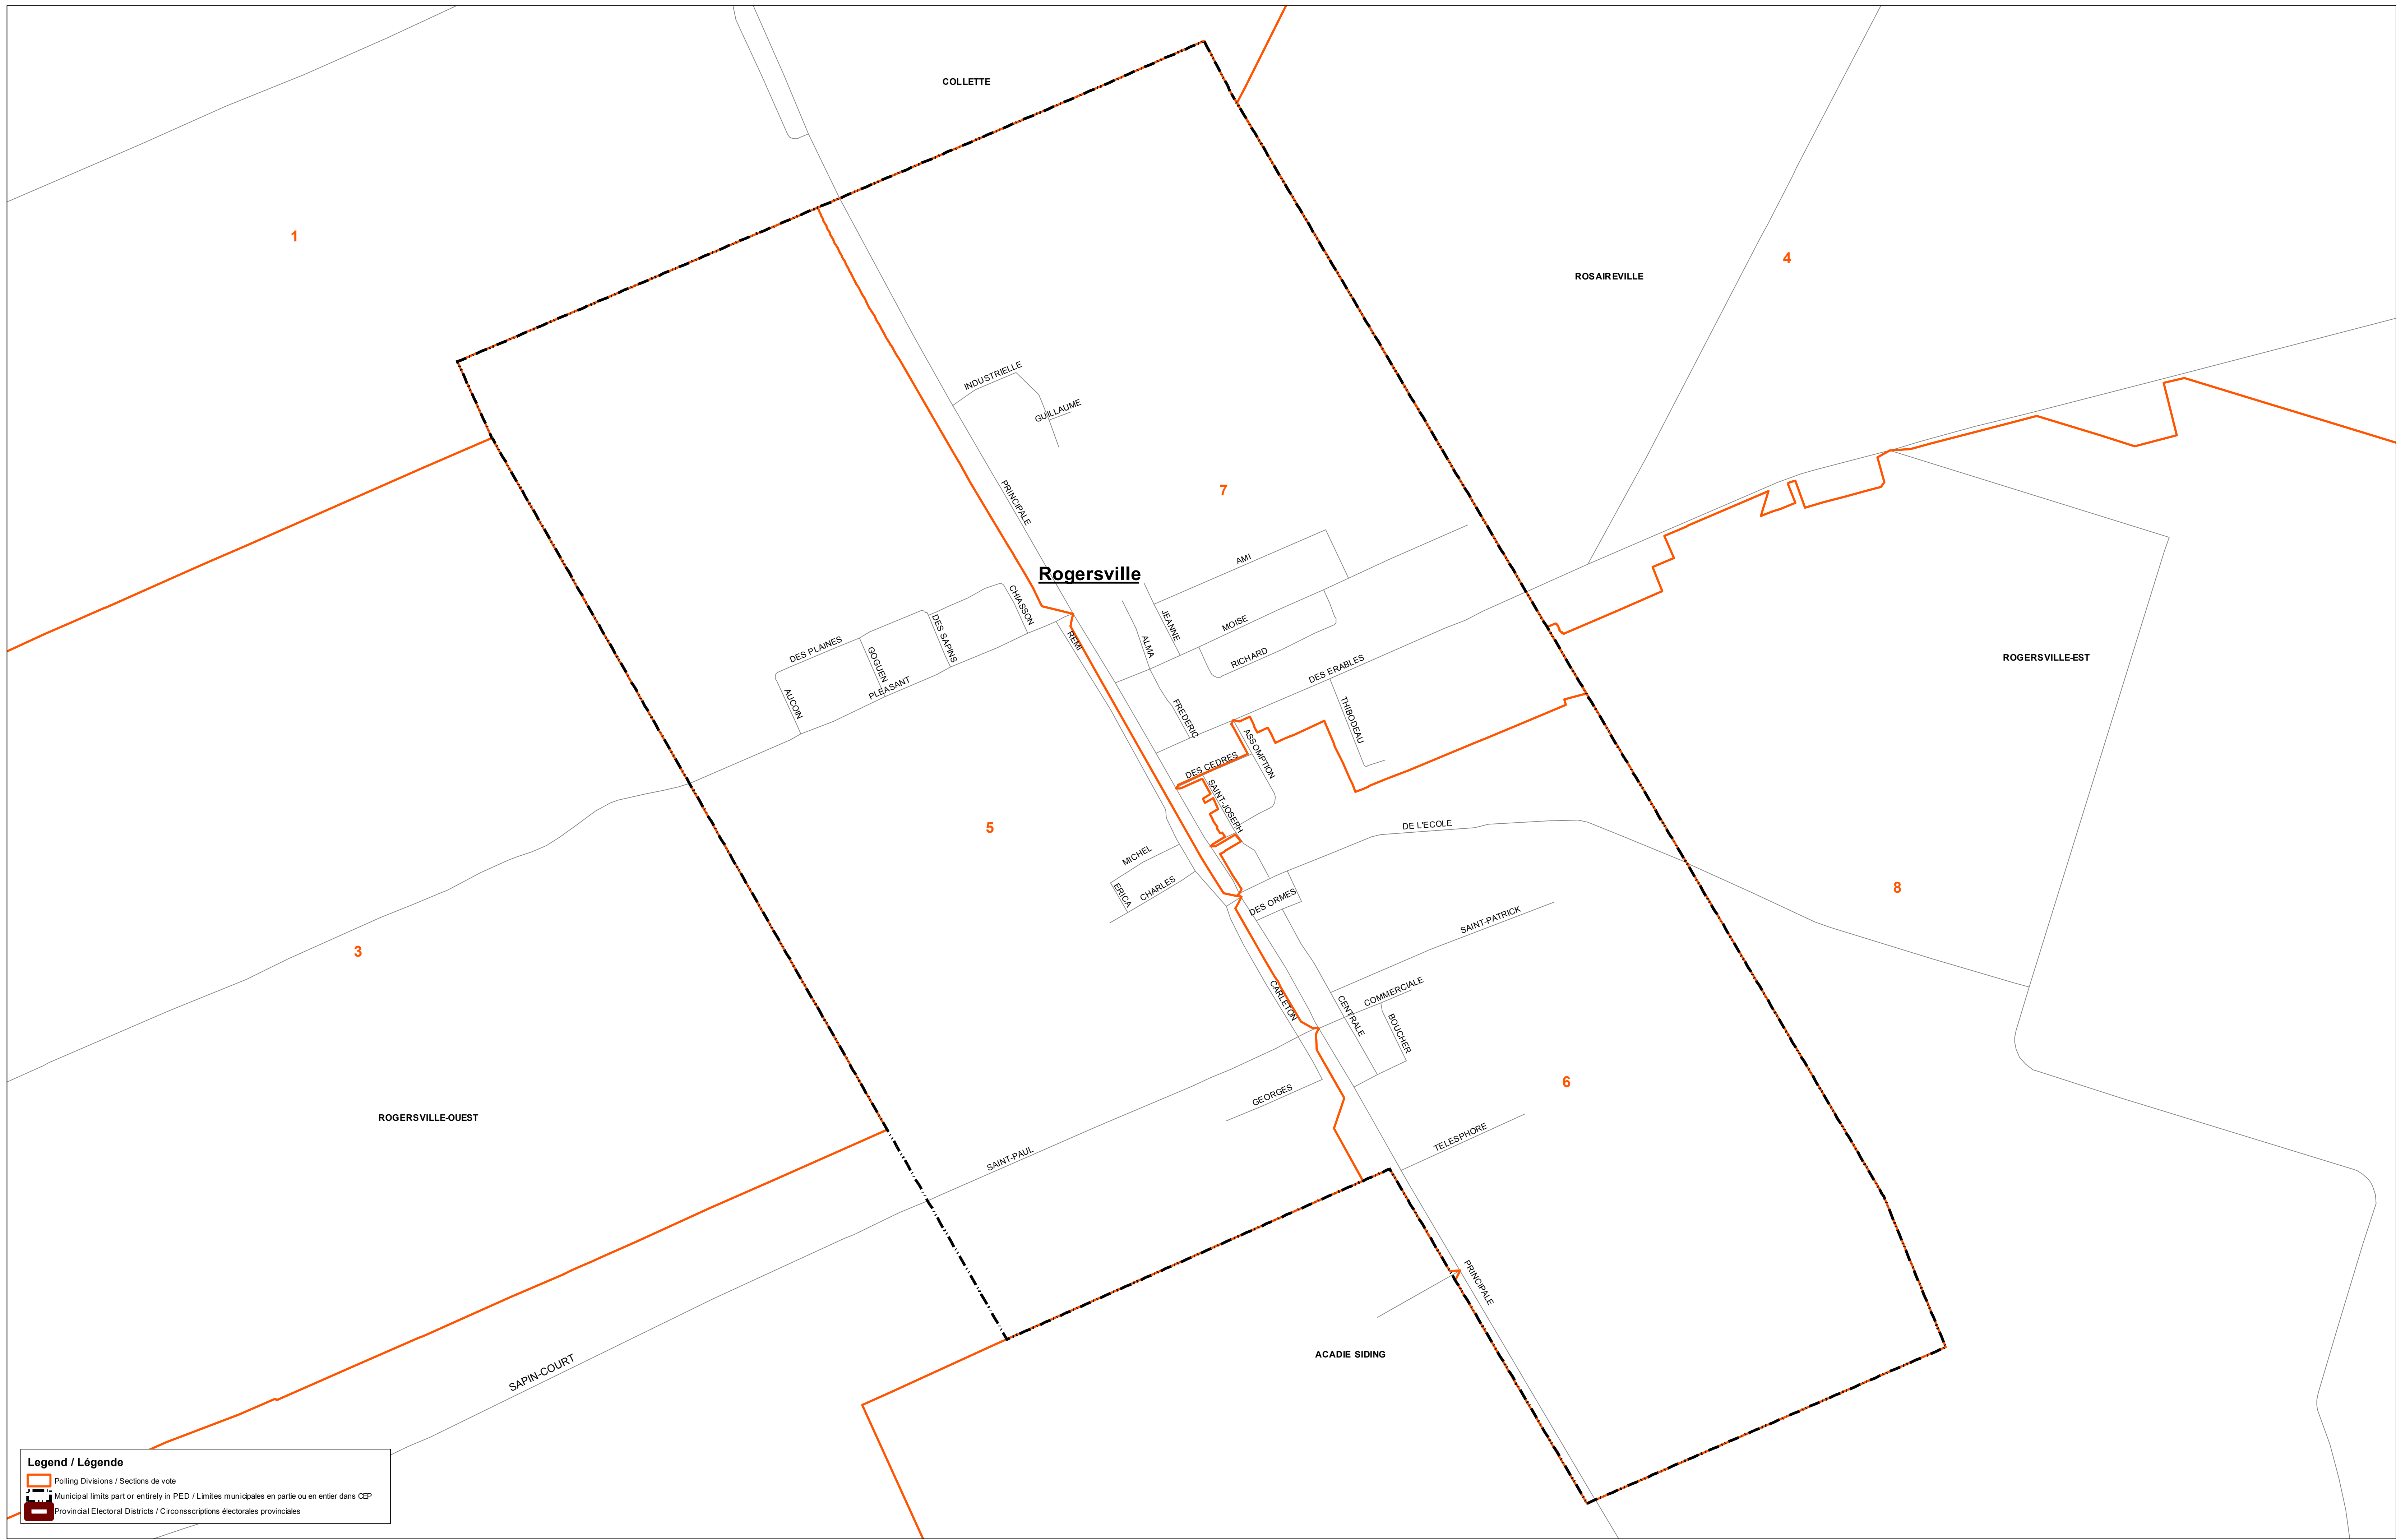 COLLETTE
1
4
ROSAIREVILLE
INDUSTRIELLE
GUILLAUME
PRINCIPALE
7
AMI
Rogersville
CHIASSON
JEANNE
MOISE
DES SAPINS
REMI
ALMA
DES PLAINES
GOGUEN
RICHARD
ROGERSVILLE-EST
DES ERABLES
PLEASANT
AUCOIN
FREDERIC
THIBODEAU
ASSOMPTION
DES CEDRES
SAINT-JOSEPH
5
DE L'ECOLE
MICHEL
CHARLES
ERICA
8
DES ORMES
SAINT-PATRICK
3
CARLETON
COMMERCIALE
CENTRALE
BOUCHER
6
GEORGES
ROGERSVILLE-OUEST
TELESPHORE
SAINT-PAUL
PRINCIPALE
ACADIE SIDING
SAPIN-COURT
Legend / Légende
Polling Divisions / Sections de vote
Municipal limits part or entirely in PED / Limites municipales en partie ou en entier dans CEP
Provincial Electoral Districts / Circonsscriptions électorales provinciales